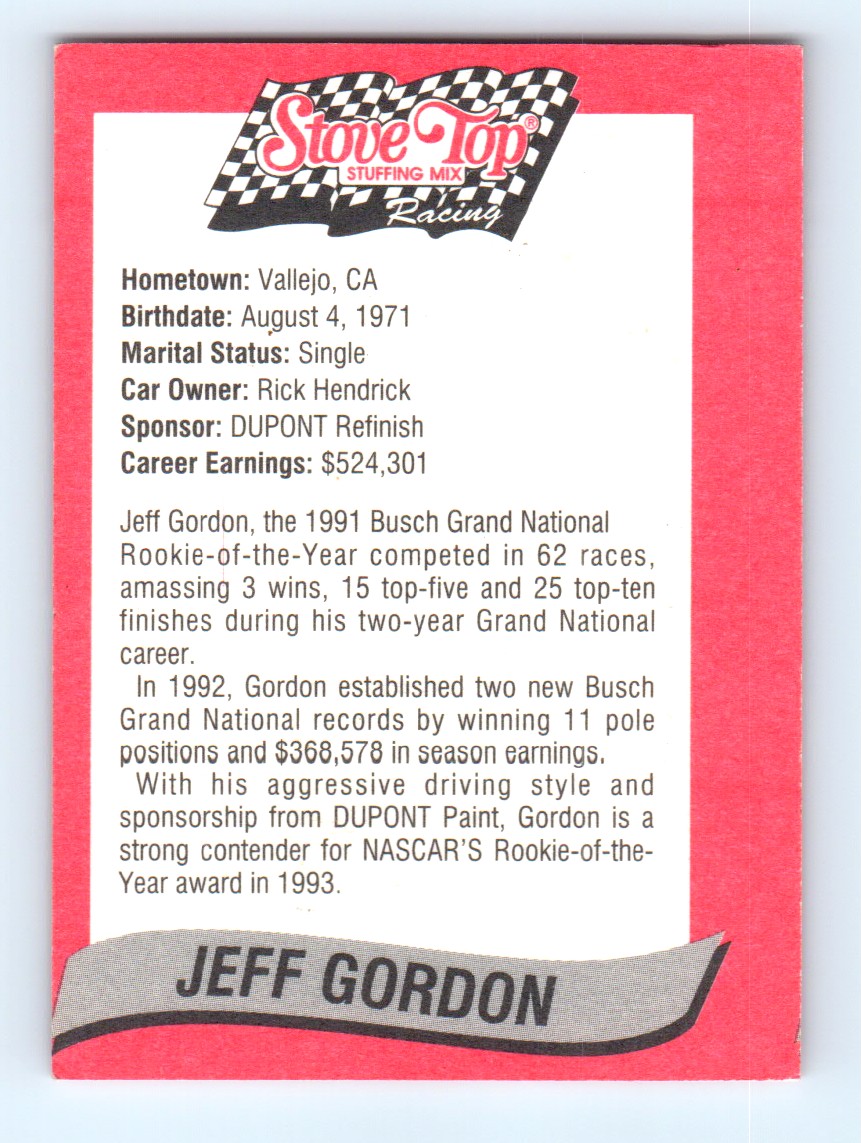 Stove Top®
STUFFING MIX
Racing
Hometown: Vallejo, CA
Birthdate: August 4, 1971
Marital Status: Single
Car Owner: Rick Hendrick
Sponsor: DUPONT Refinish
Career Earnings: $524,301
Jeff Gordon, the 1991 Busch Grand National
Rookie-of-the-Year competed in 62 races,
amassing 3 wins, 15 top-five and 25 top-ten
finishes during his two-year Grand National
career.
In 1992, Gordon established two new Busch
Grand National records by winning 11 pole
positions and $368,578 in season earnings.
With his aggressive driving style and
sponsorship from DUPONT Paint, Gordon is a
strong contender for NASCAR'S Rookie-of-the-
Year award in 1993.
JEFF GORDON